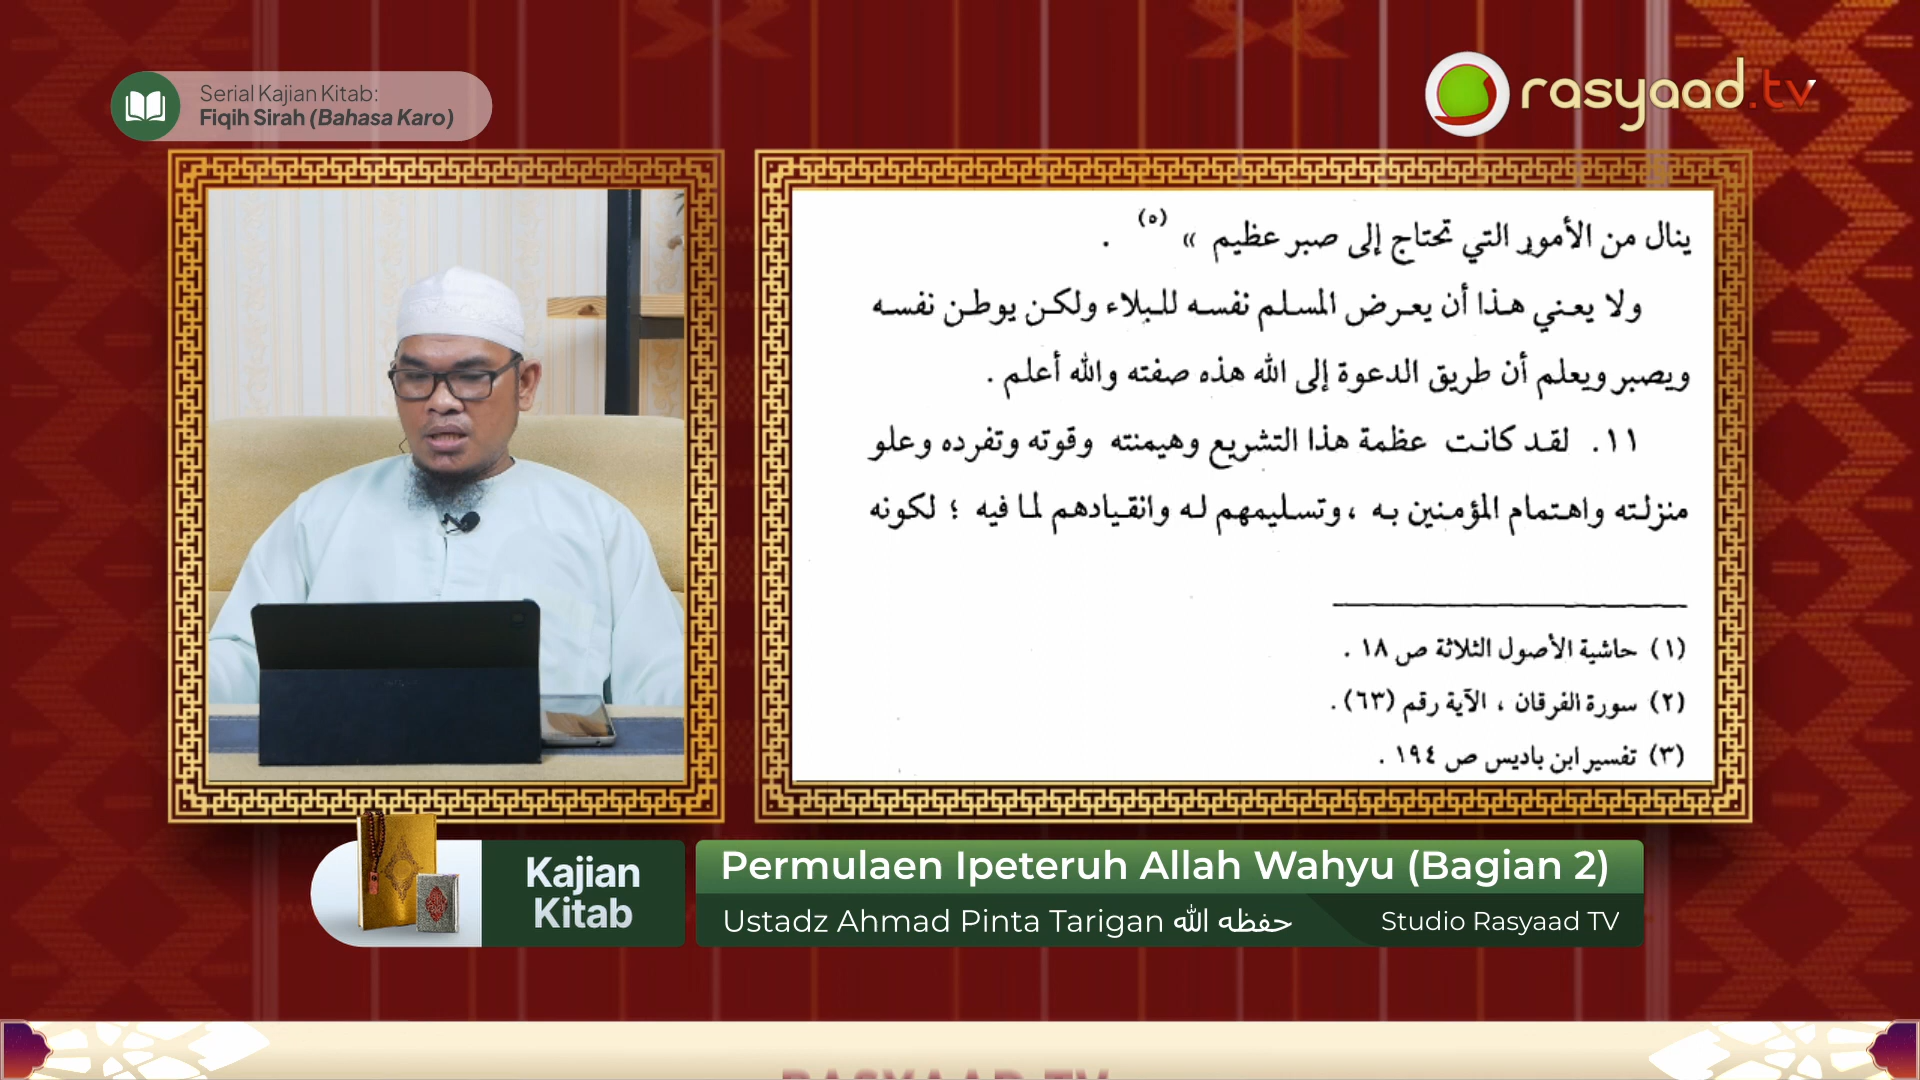 Serial Kajian Kitab:
Fiqih Sirah (Bahasa Karo)
rasyaad.tv
ينال من الأمور التي تحتاج إلى صبر عظيم » (٥) .
ولا يعني هذا أن يعرض المسلم نفسه للبلاء ولكن يوطن نفسه
ويصبر ويعلم أن طريق الدعوة إلى الله هذه صفته والله أعلم .
١١. لقد كانت عظمة هذا التشريع وهيمنته وقوته وتفرده وعلو
منزلته واهتمام المؤمنين به ، وتسليمهم له وانقيادهم لما فيه ؛ لكونه
(١) حاشية الأصول الثلاثة ص ١٨ .
(٢) سورة الفرقان ، الآية رقم (٦٣) .
(٣) تفسير ابن باديس ص ١٩٤ .
Kajian
Kitab
Permulaen Ipeteruh Allah Wahyu (Bagian 2)
Ustadz Ahmad Pinta Tarigan حفظه الله
Studio Rasyaad TV
RASYAAD TV